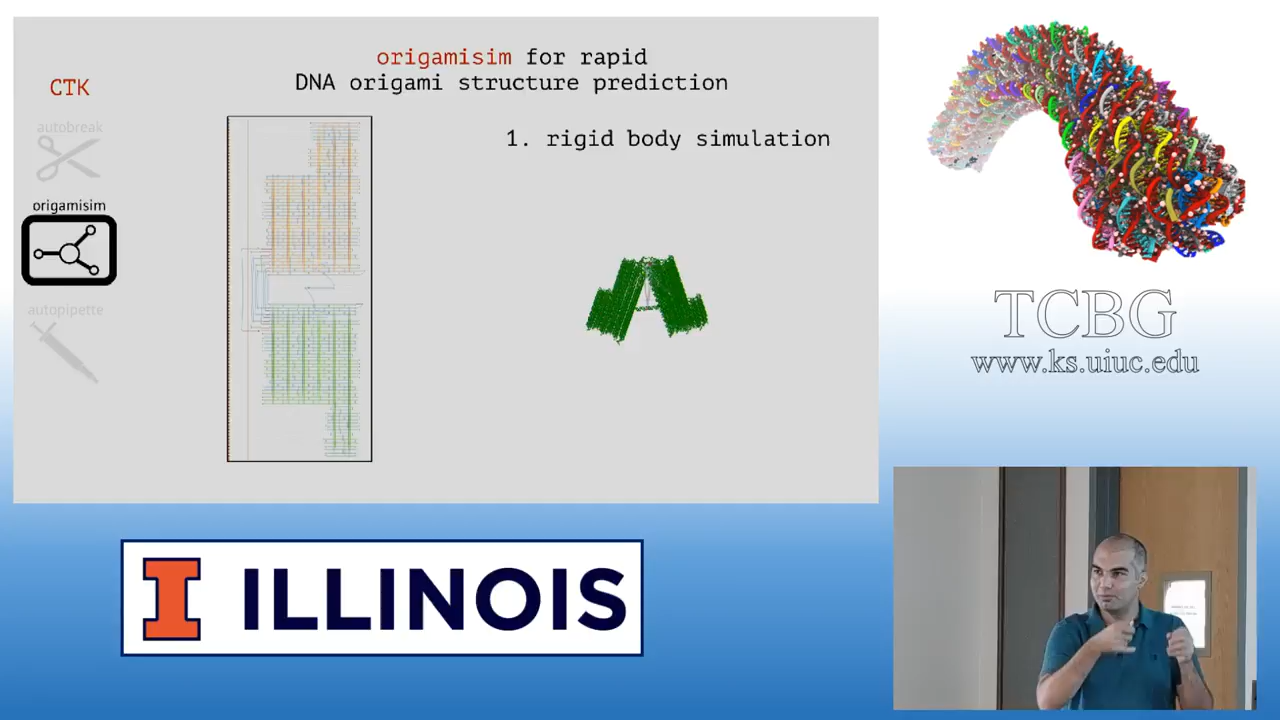 origamisim for rapid
DNA origami structure prediction
CTK
autobreak
1. rigid body simulation
origamisim
autopipette
TCBG
www.ks.uiuc.edu
I ILLINOIS